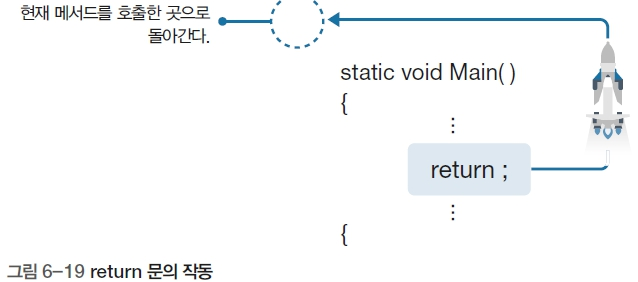 현재 메서드를 호출한 곳으로
돌아간다.
static void Main( )
{
⋮
return ;
⋮
{
그림 6-19 return 문의 작동